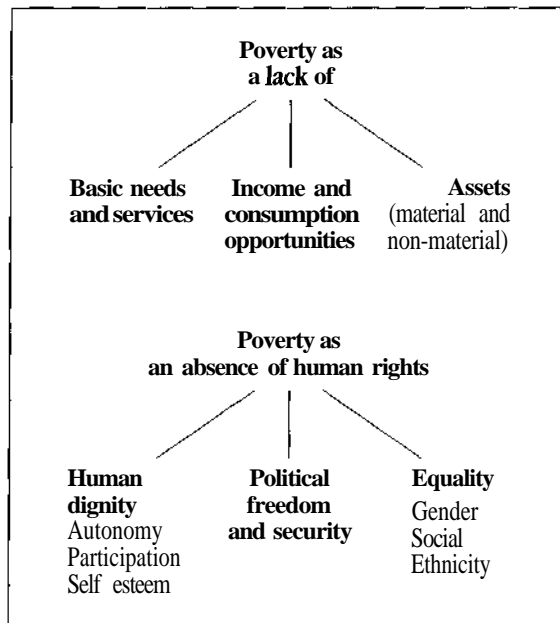 Poverty as
a lack of
Basic needs
and services
Income and
consumption
opportunities
Assets
(material and
non-material)
Poverty as
an absence of human rights
Human
dignity
Autonomy
Participation
Self esteem
Political
freedom
and security
Equality
Gender
Social
Ethnicity